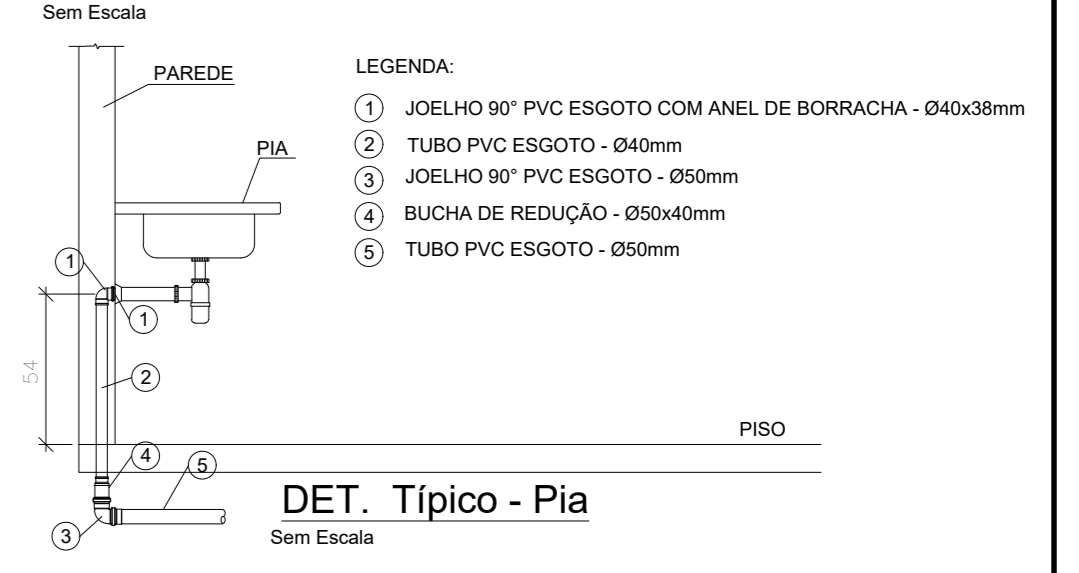 Sem Escala
PAREDE
PIA
LEGENDA:
1 JOELHO 90° PVC ESGOTO COM ANEL DE BORRACHA - Ø40x38mm
2 TUBO PVC ESGOTO - Ø40mm
3 JOELHO 90° PVC ESGOTO - Ø50mm
4 BUCHA DE REDUÇÃO - Ø50x40mm
5 TUBO PVC ESGOTO - Ø50mm
1
1
54
2
PISO
4
5
3
DET. Típico - Pia
Sem Escala